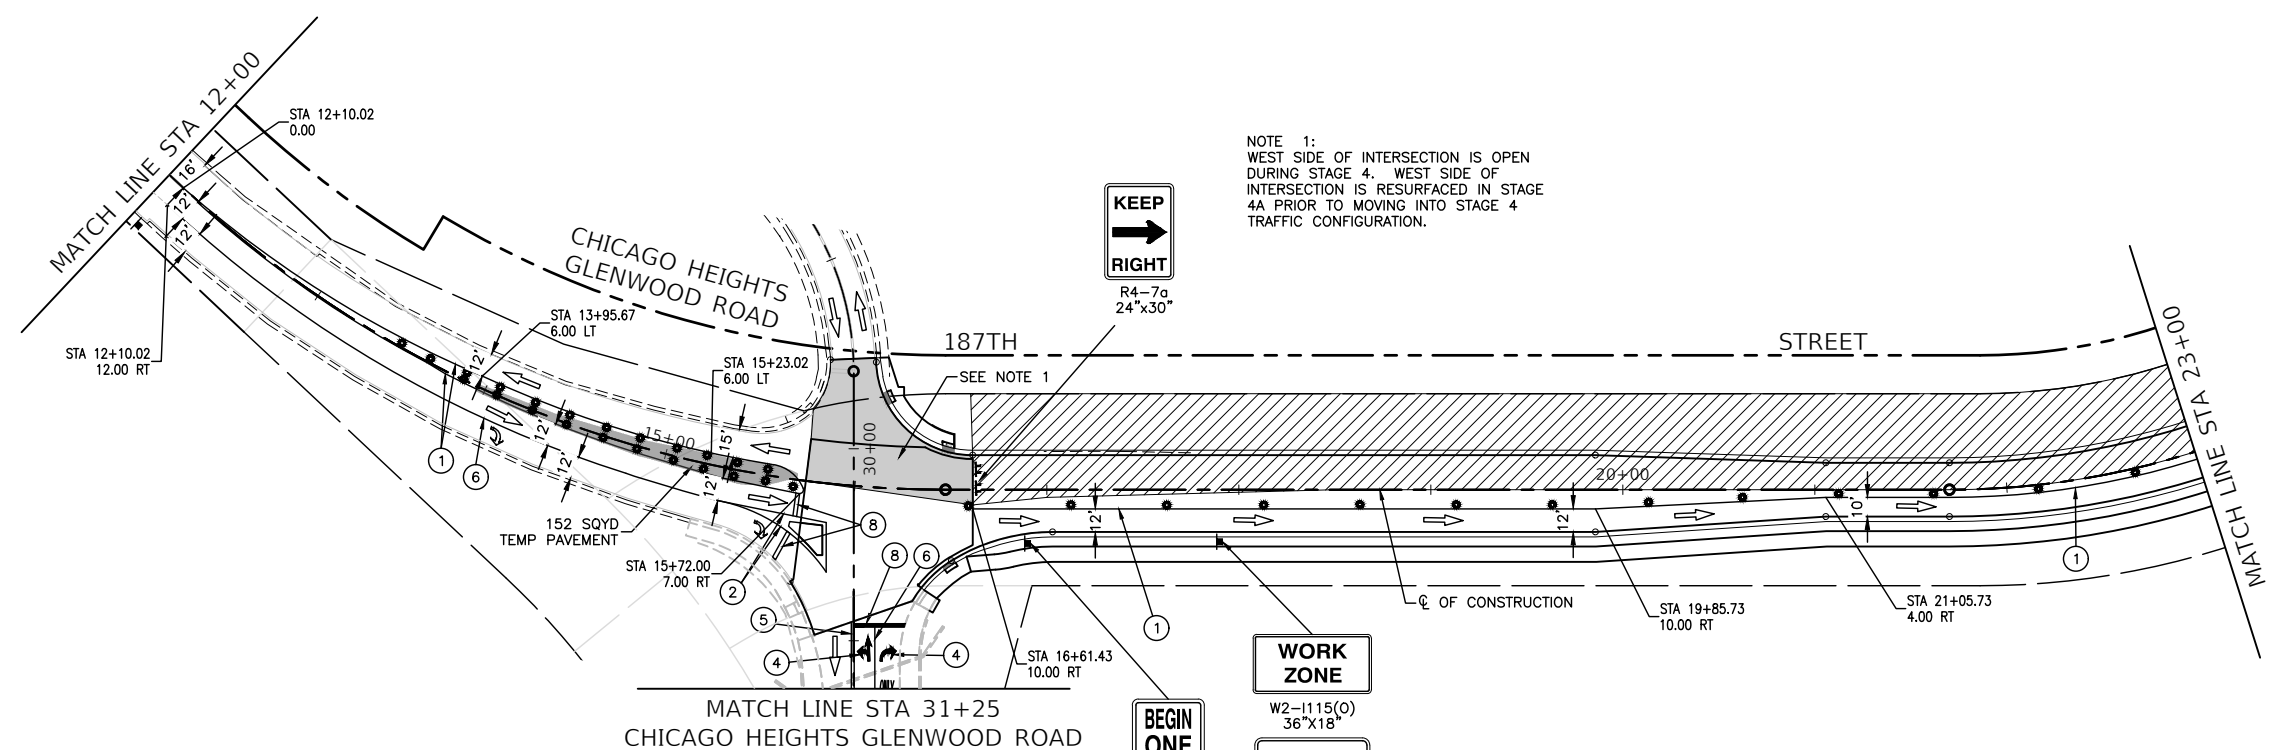 MATCH LINE STA 12+00
STA 12+10.02
0.00
16'
12'
12'
STA 12+10.02
12.00 RT
CHICAGO HEIGHTS
GLENWOOD ROAD
STA 13+95.67
6.00 LT
12'
1
6
12'
12'
15+00
STA 15+23.02
6.00 LT
15'
12'
152 SQYD
TEMP PAVEMENT
STA 15+72.00
7.00 RT
2
8
8
6
5
4
4
ONLY
30+00
MATCH LINE STA 31+25
CHICAGO HEIGHTS GLENWOOD ROAD
187TH STREET
SEE NOTE 1
KEEP
RIGHT
R4-7a
24"x30"
NOTE 1:
WEST SIDE OF INTERSECTION IS OPEN
DURING STAGE 4. WEST SIDE OF
INTERSECTION IS RESURFACED IN STAGE
4A PRIOR TO MOVING INTO STAGE 4
TRAFFIC CONFIGURATION.
20+00
12'
12'
10'
1
STA 16+61.43
10.00 RT
℄ OF CONSTRUCTION
STA 19+85.73
10.00 RT
STA 21+05.73
4.00 RT
1
MATCH LINE STA 23+00
BEGIN
ONE
WORK
ZONE
W2-I115(O)
36"X18"